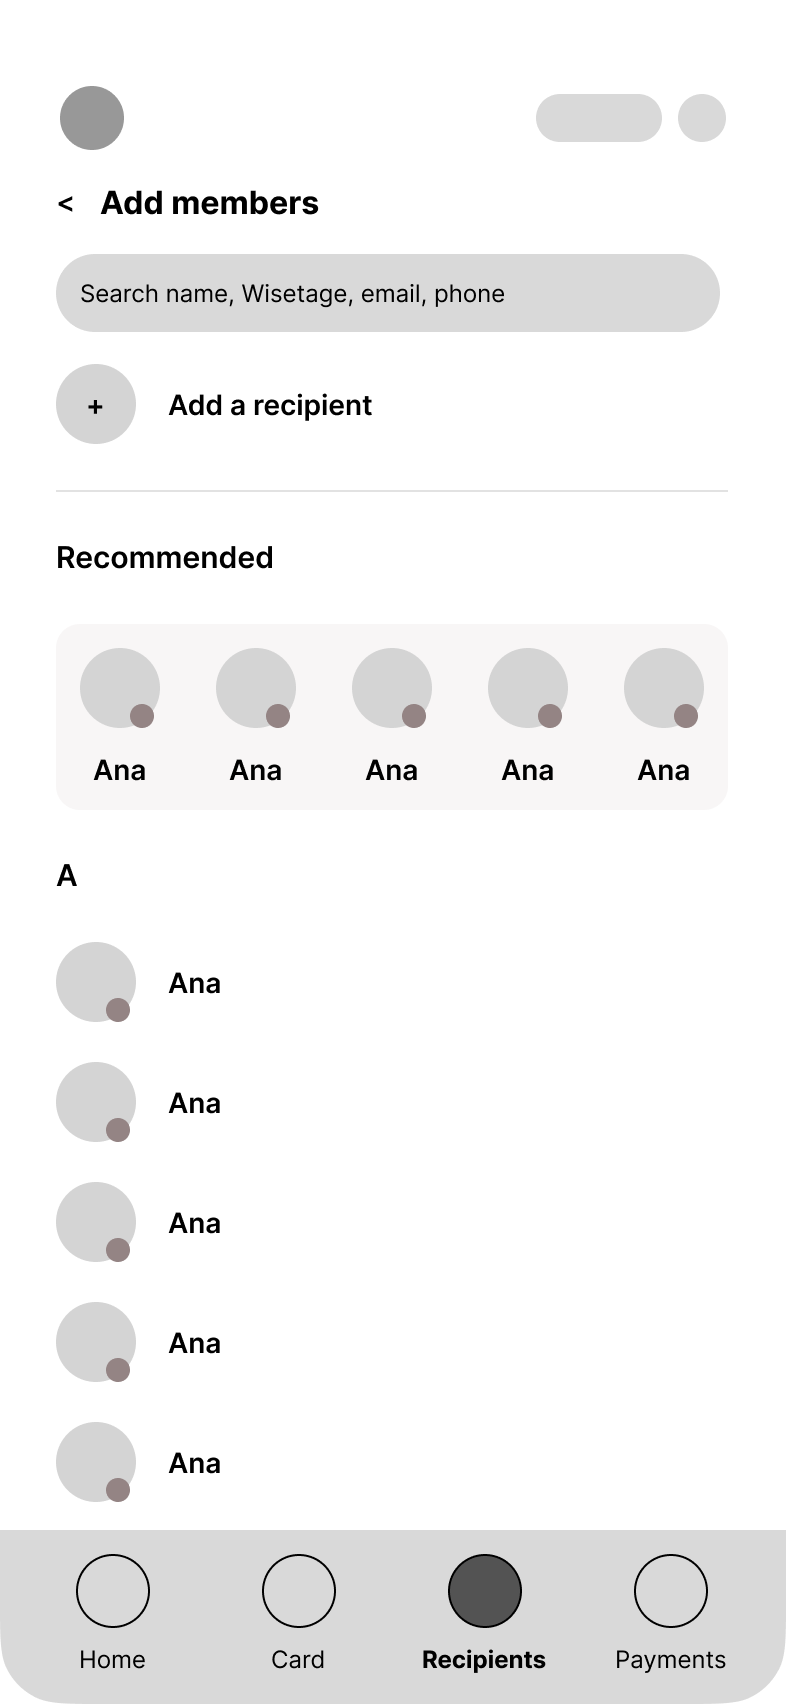 < Add members
Search name, Wisetage, email, phone
+ Add a recipient
Recommended
Ana Ana Ana Ana Ana
A
Ana
Ana
Ana
Ana
Ana
Home Card Recipients Payments